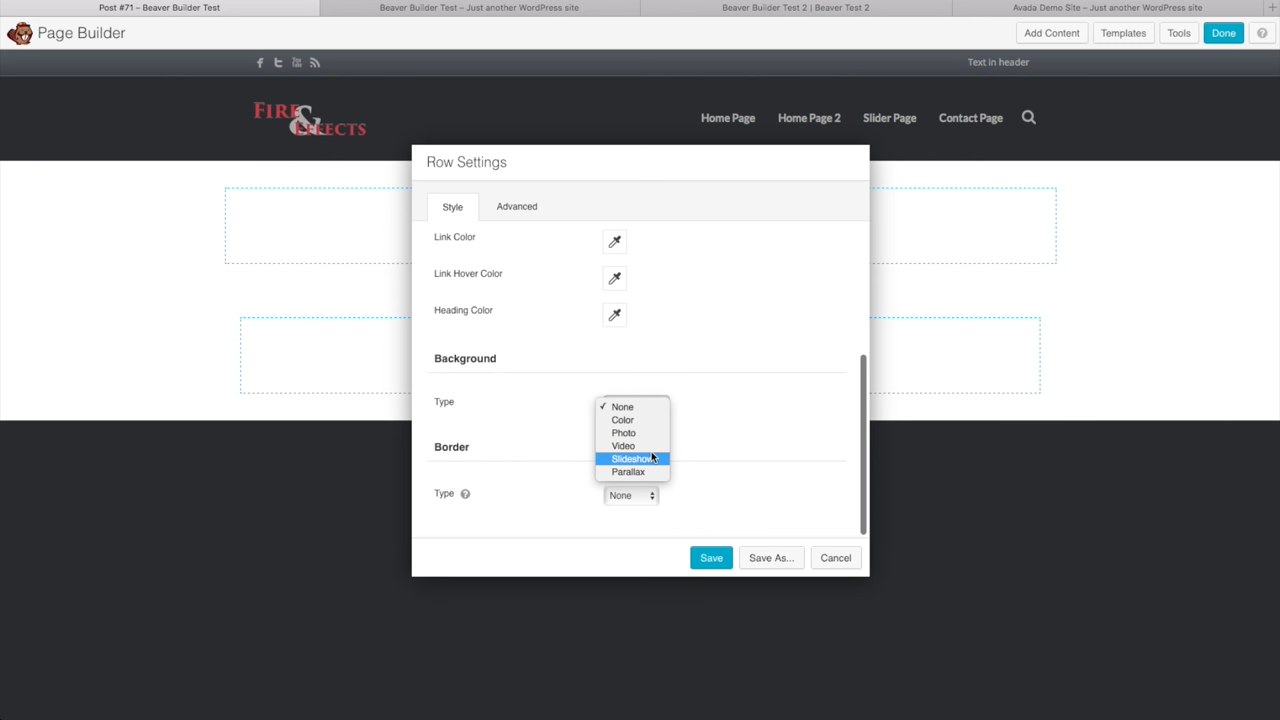 Post #71 – Beaver Builder Test
Beaver Builder Test – Just another WordPress site
Beaver Builder Test 2 | Beaver Test 2
Avada Demo Site – Just another WordPress site
+
Page Builder
Add Content
Templates
Tools
Done
?
Text in header
FIRE & EFFECTS
Home Page
Home Page 2
Slider Page
Contact Page
Row Settings
Style
Advanced
Link Color
Link Hover Color
Heading Color
Background
Type
✓ None
Color
Photo
Video
Slideshow
Parallax
Border
Type ?
None
Save
Save As...
Cancel